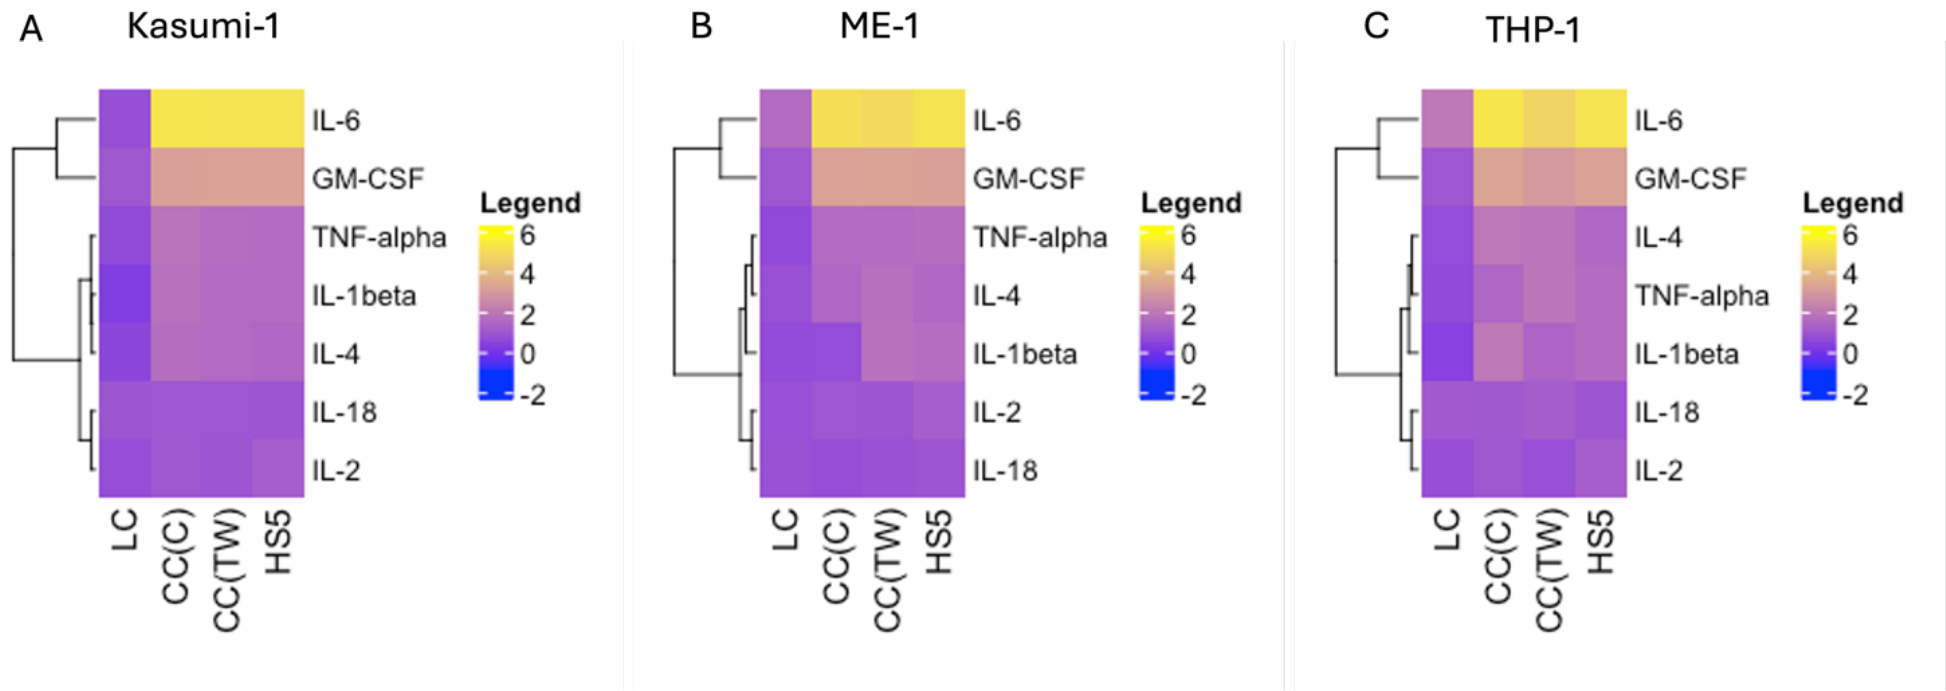 A Kasumi-1
IL-6
GM-CSF
TNF-alpha
IL-1beta
IL-4
IL-18
IL-2
LC
CC(C)
CC(TW)
HS5
Legend
6
4
2
0
-2
B ME-1
IL-6
GM-CSF
TNF-alpha
IL-4
IL-1beta
IL-2
IL-18
LC
CC(C)
CC(TW)
HS5
Legend
6
4
2
0
-2
C THP-1
IL-6
GM-CSF
IL-4
TNF-alpha
IL-1beta
IL-18
IL-2
LC
CC(C)
CC(TW)
HS5
Legend
6
4
2
0
-2